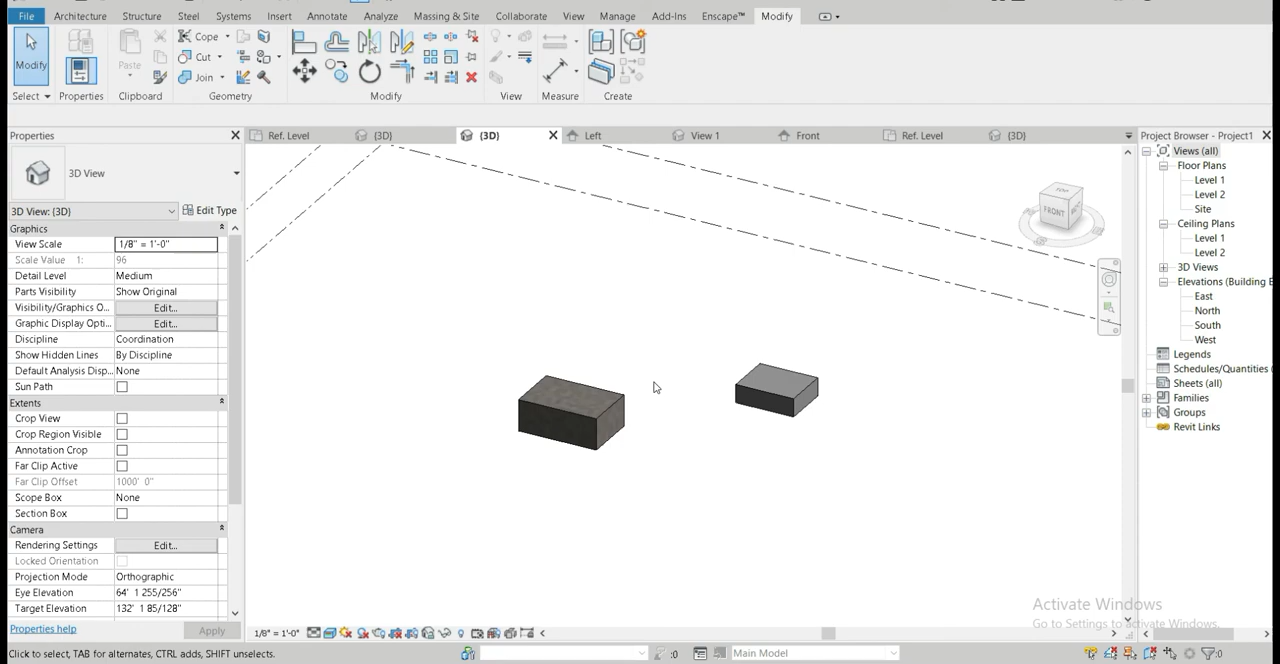 File Architecture Structure Steel Systems Insert Annotate Analyze Massing & Site Collaborate View Manage Add-Ins Enscape™ Modify
Cope
Modify Paste Cut
Join
Select Properties Clipboard Geometry Modify View Measure Create
Properties Ref. Level {3D} {3D} Left View 1 Front Ref. Level {3D} Project Browser - Project1
3D View
3D View: {3D} Edit Type
Graphics
View Scale 1/8" = 1'-0"
Scale Value 1: 96
Detail Level Medium
Parts Visibility Show Original
Visibility/Graphics O... Edit...
Graphic Display Opti... Edit...
Discipline Coordination
Show Hidden Lines By Discipline
Default Analysis Disp... None
Sun Path
Extents
Crop View
Crop Region Visible
Annotation Crop
Far Clip Active
Far Clip Offset 1000' 0"
Scope Box None
Section Box
Camera
Rendering Settings Edit...
Locked Orientation
Projection Mode Orthographic
Eye Elevation 64' 1 255/256"
Target Elevation 132' 1 85/128"
Properties help Apply
TOP
FRONT
Views (all)
Floor Plans
Level 1
Level 2
Site
Ceiling Plans
Level 1
Level 2
3D Views
Elevations (Building E
East
North
South
West
Legends
Schedules/Quantities (
Sheets (all)
Families
Groups
Revit Links
Activate Windows
Go to Settings to activate Windows.
1/8" = 1'-0"
Click to select, TAB for alternates, CTRL adds, SHIFT unselects. :0 Main Model :0